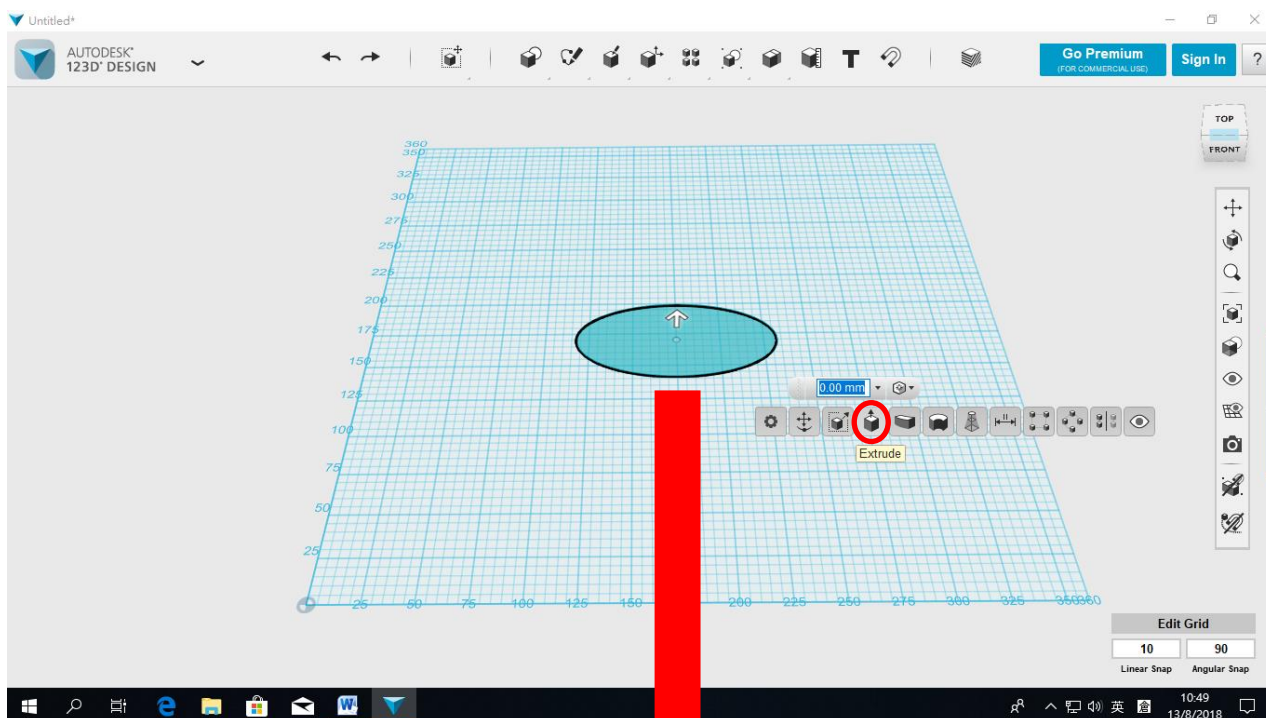 Untitled*
AUTODESK®
123D® DESIGN
Go Premium
(FOR COMMERCIAL USE)
Sign In
?
TOP
FRONT
360
350
325
300
275
250
225
200
175
150
125
100
75
50
25
25 50 75 100 125 150 200 225 250 275 300 325 350360
0.00 mm
Extrude
Edit Grid
10 90
Linear Snap Angular Snap
W
英 倉
10:49
13/8/2018